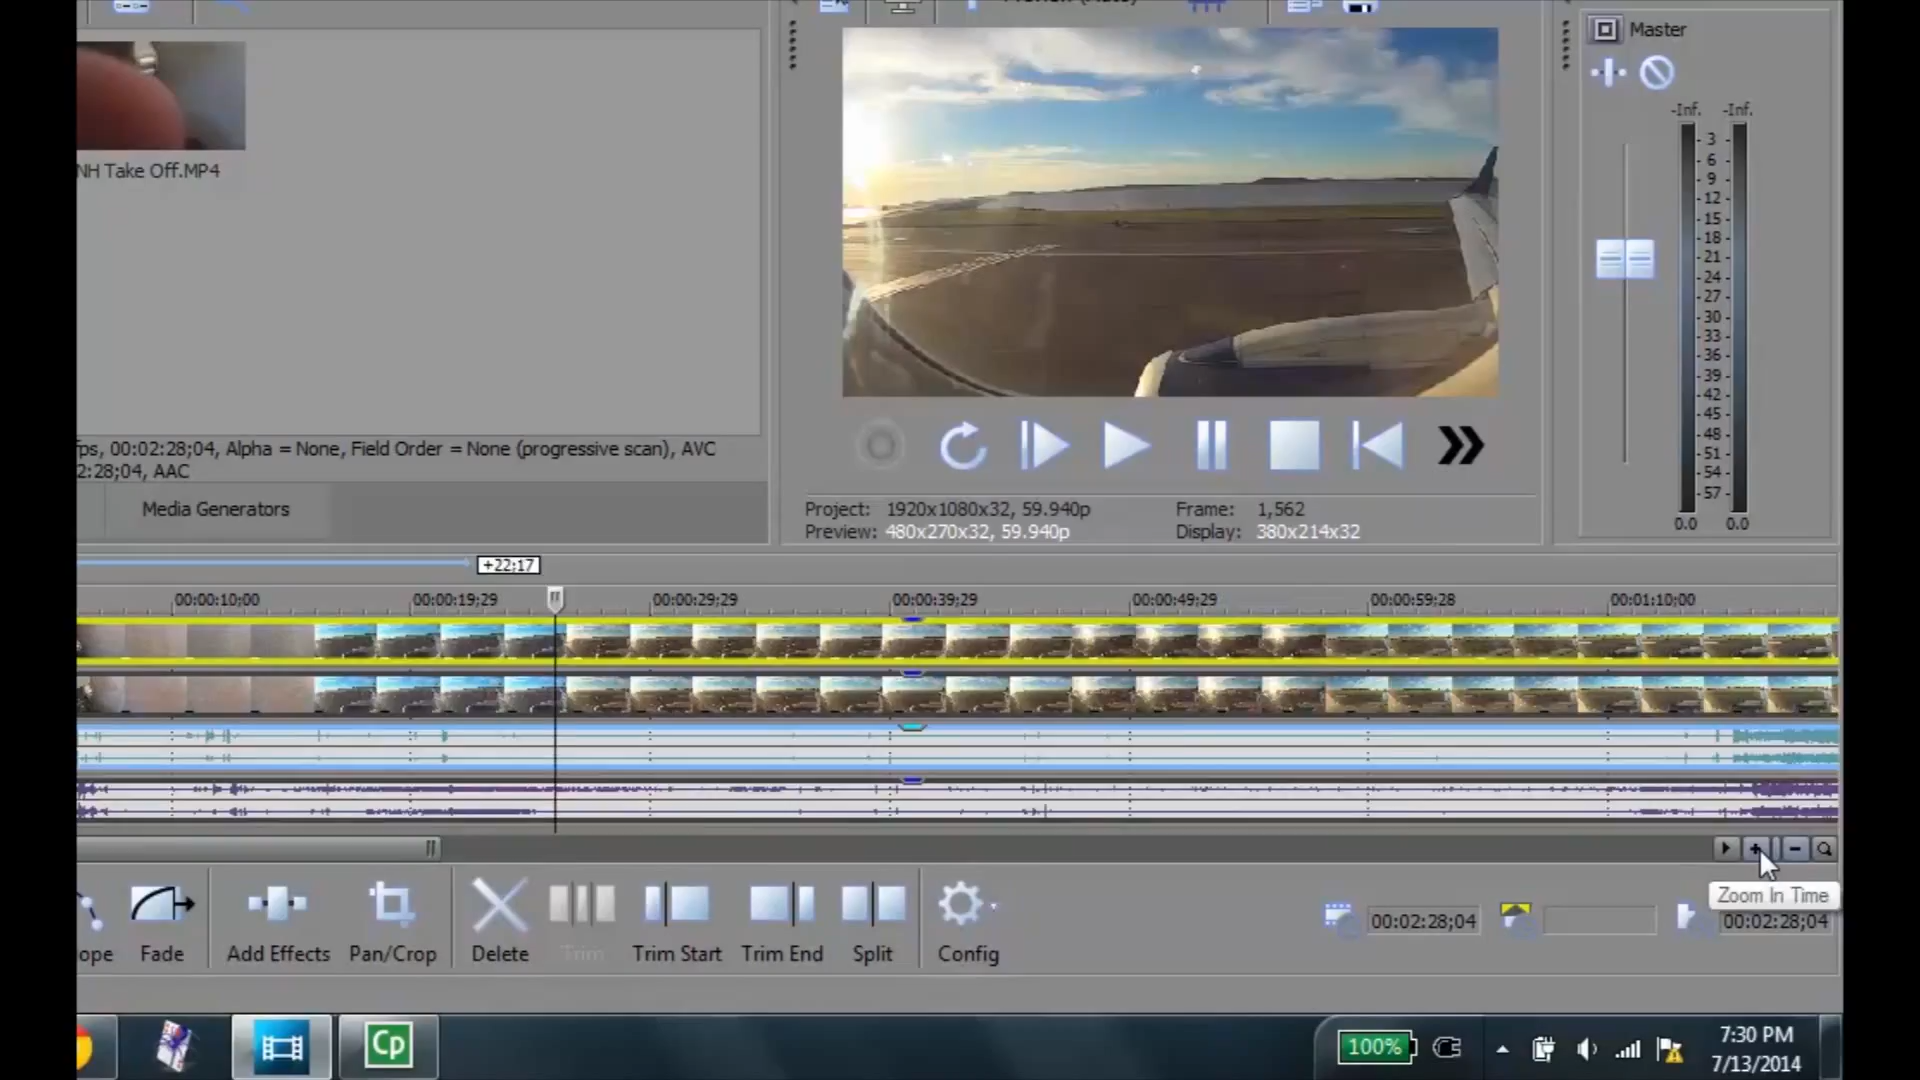 Master
-Inf. -Inf.
NH Take Off.MP4
3
6
9
12
15
18
21
24
27
30
33
36
39
42
45
48
51
54
57
0.0 0.0
00:02:28;04, Alpha = None, Field Order = None (progressive scan), AVC
2:28;04, AAC
Media Generators
Project: 1920x1080x32, 59.940p Frame: 1,562
Preview: 480x270x32, 59.940p Display: 380x214x32
+22;17
00:00:10;00 00:00:19;29 00:00:29;29 00:00:39;29 00:00:49;29 00:00:59;28 00:01:10;00
Zoom In Time
00:02:28;04 00:02:28;04
ope Fade Add Effects Pan/Crop Delete Trim Trim Start Trim End Split Config
Cp
100%
7:30 PM
7/13/2014